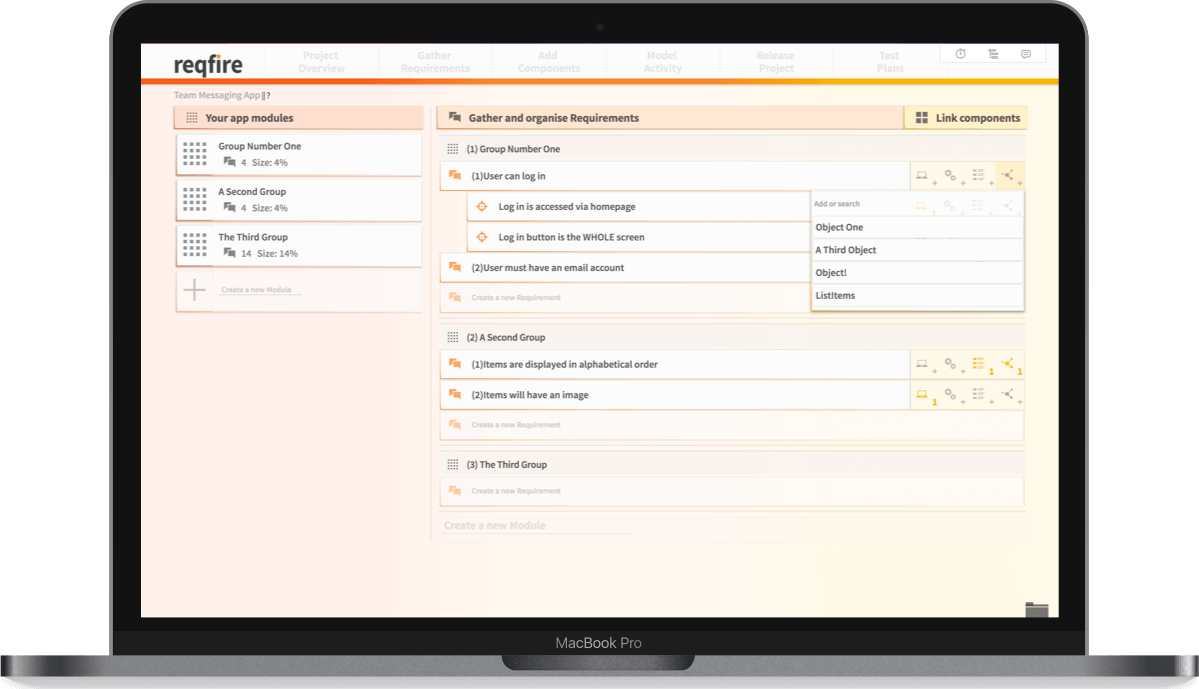 reqfire
Project Overview
Gather Requirements
Add Components
Model Activity
Release Project
Test Plans
Team Messaging App||?
Your app modules
Group Number One
4 Size: 4%
A Second Group
4 Size: 4%
The Third Group
14 Size: 14%
Create a new Module
Gather and organise Requirements
Link components
(1) Group Number One
(1)User can log in
+ + + +
Log in is accessed via homepage
Log in button is the WHOLE screen
Add or search
1 + + +
Object One
A Third Object
Object!
ListItems
(2)User must have an email account
Create a new Requirement
(2) A Second Group
(1)Items are displayed in alphabetical order
+ + 1 1
(2)Items will have an image
1 + + +
Create a new Requirement
(3) The Third Group
Create a new Requirement
Create a new Module
MacBook Pro